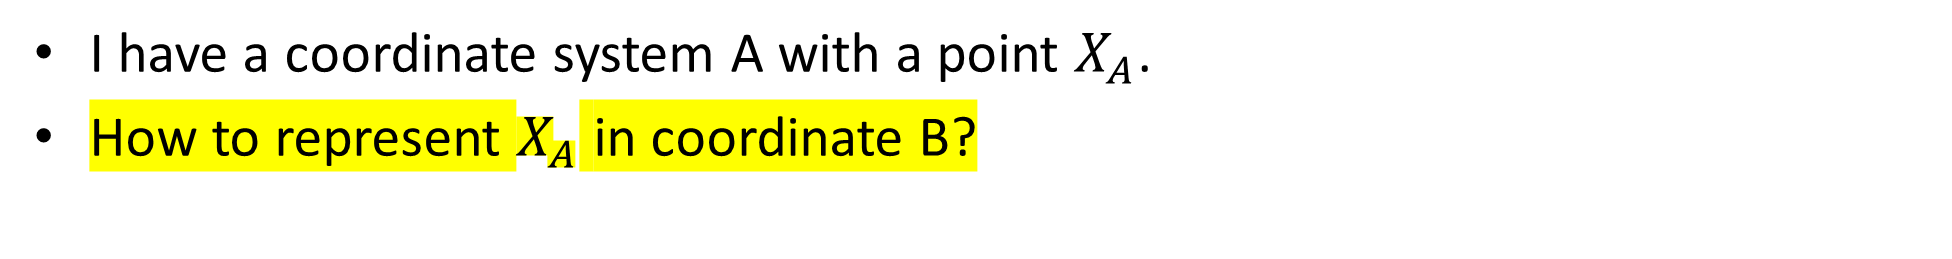 • I have a coordinate system A with a point X_A.
• How to represent X_A in coordinate B?